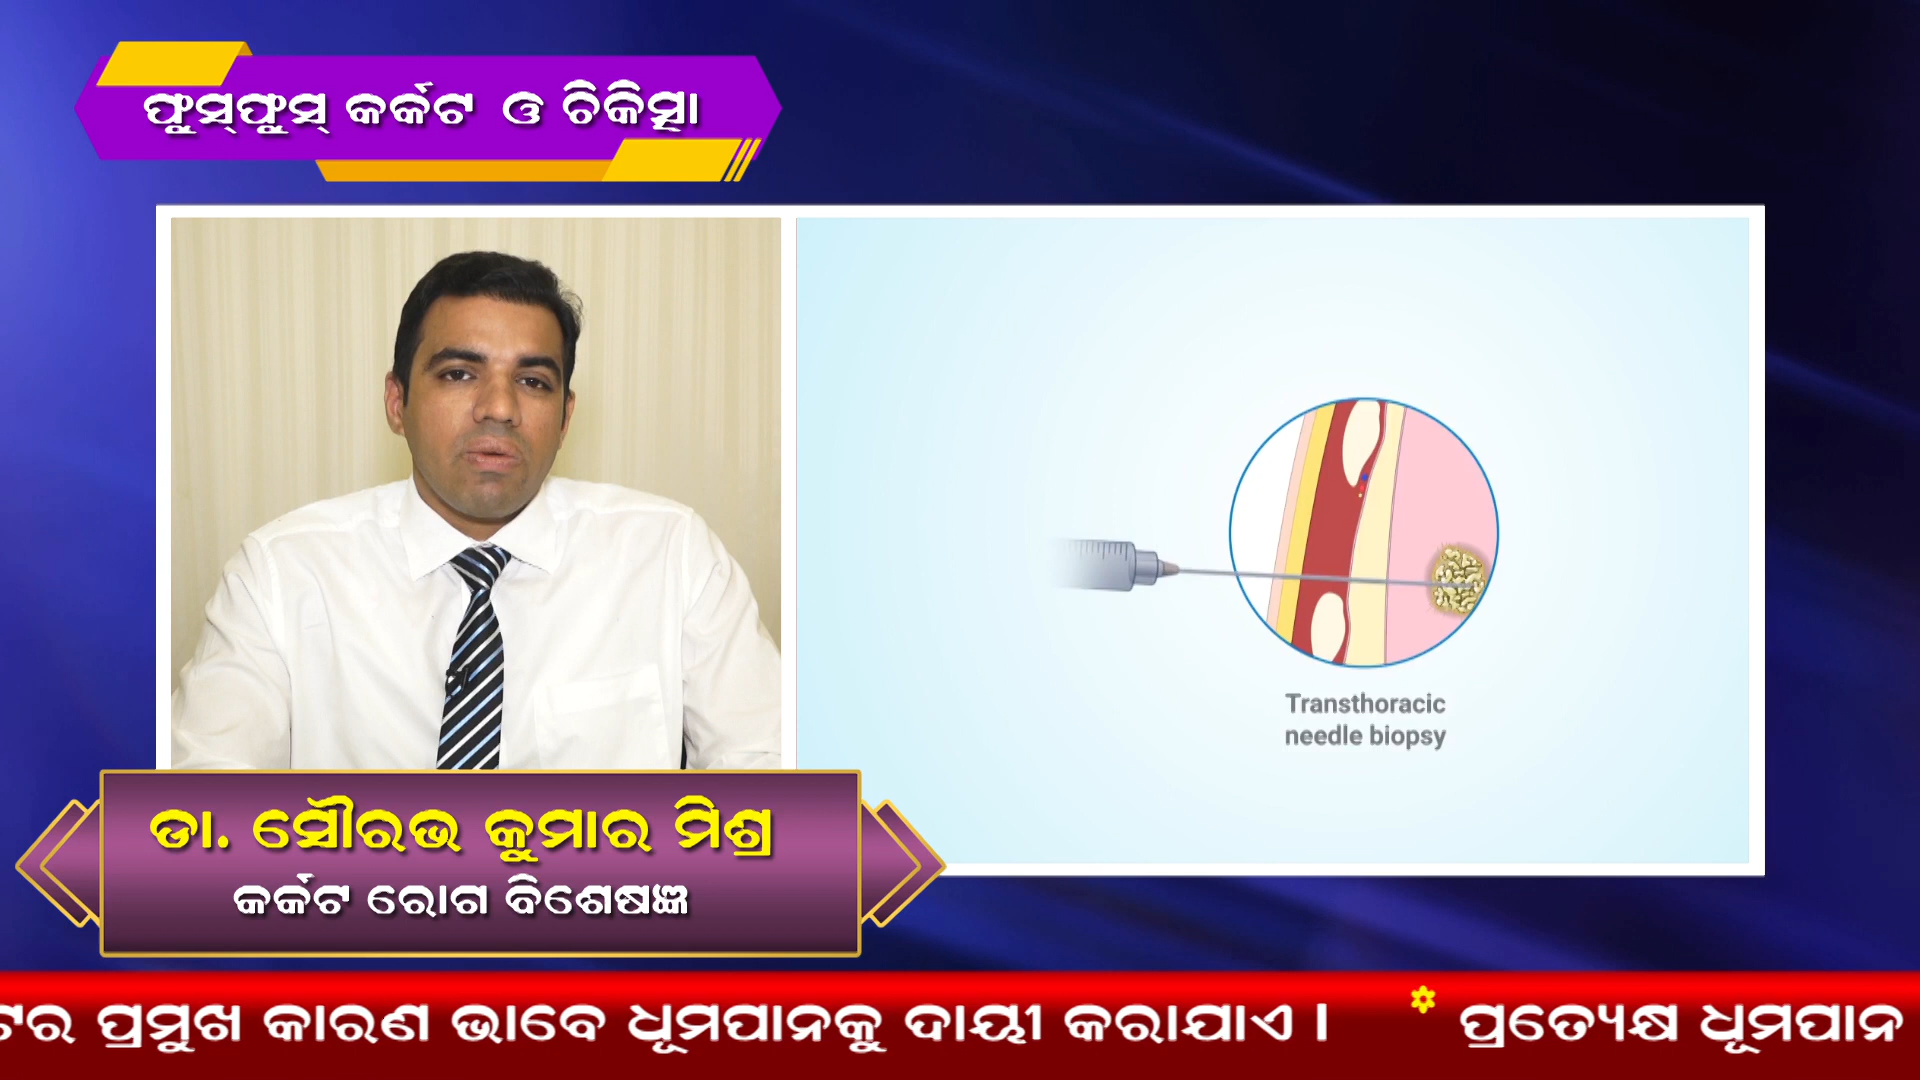 ଫୁସ୍‌ଫୁସ୍ କର୍କଟ ଓ ଚିକିତ୍ସା
Transthoracic
needle biopsy
ଡା. ସୌରଭ କୁମାର ମିଶ୍ର
କର୍କଟ ରୋଗ ବିଶେଷଜ୍ଞ
ପ୍ରମୁଖ କାରଣ ଭାବେ ଧୂମପାନକୁ ଦାୟୀ କରାଯାଏ । * ପ୍ରତ୍ୟେକ୍ଷ ଧୂମପାନ